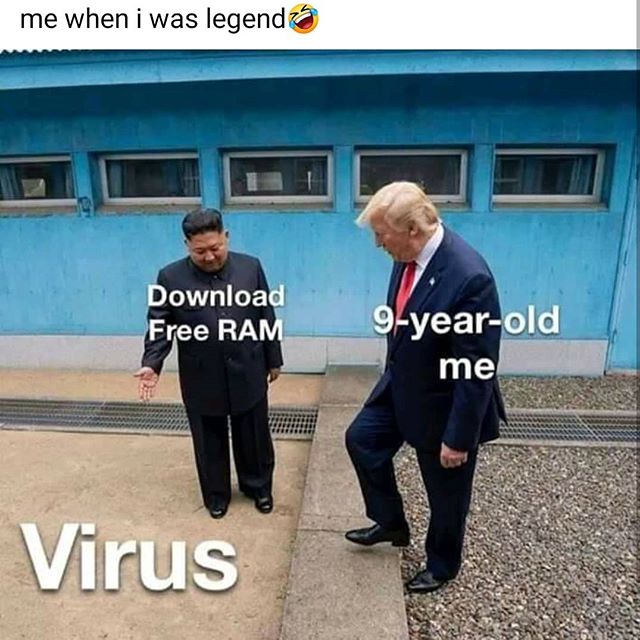 me when i was legend🤣
Download
Free RAM
9-year-old
me
Virus